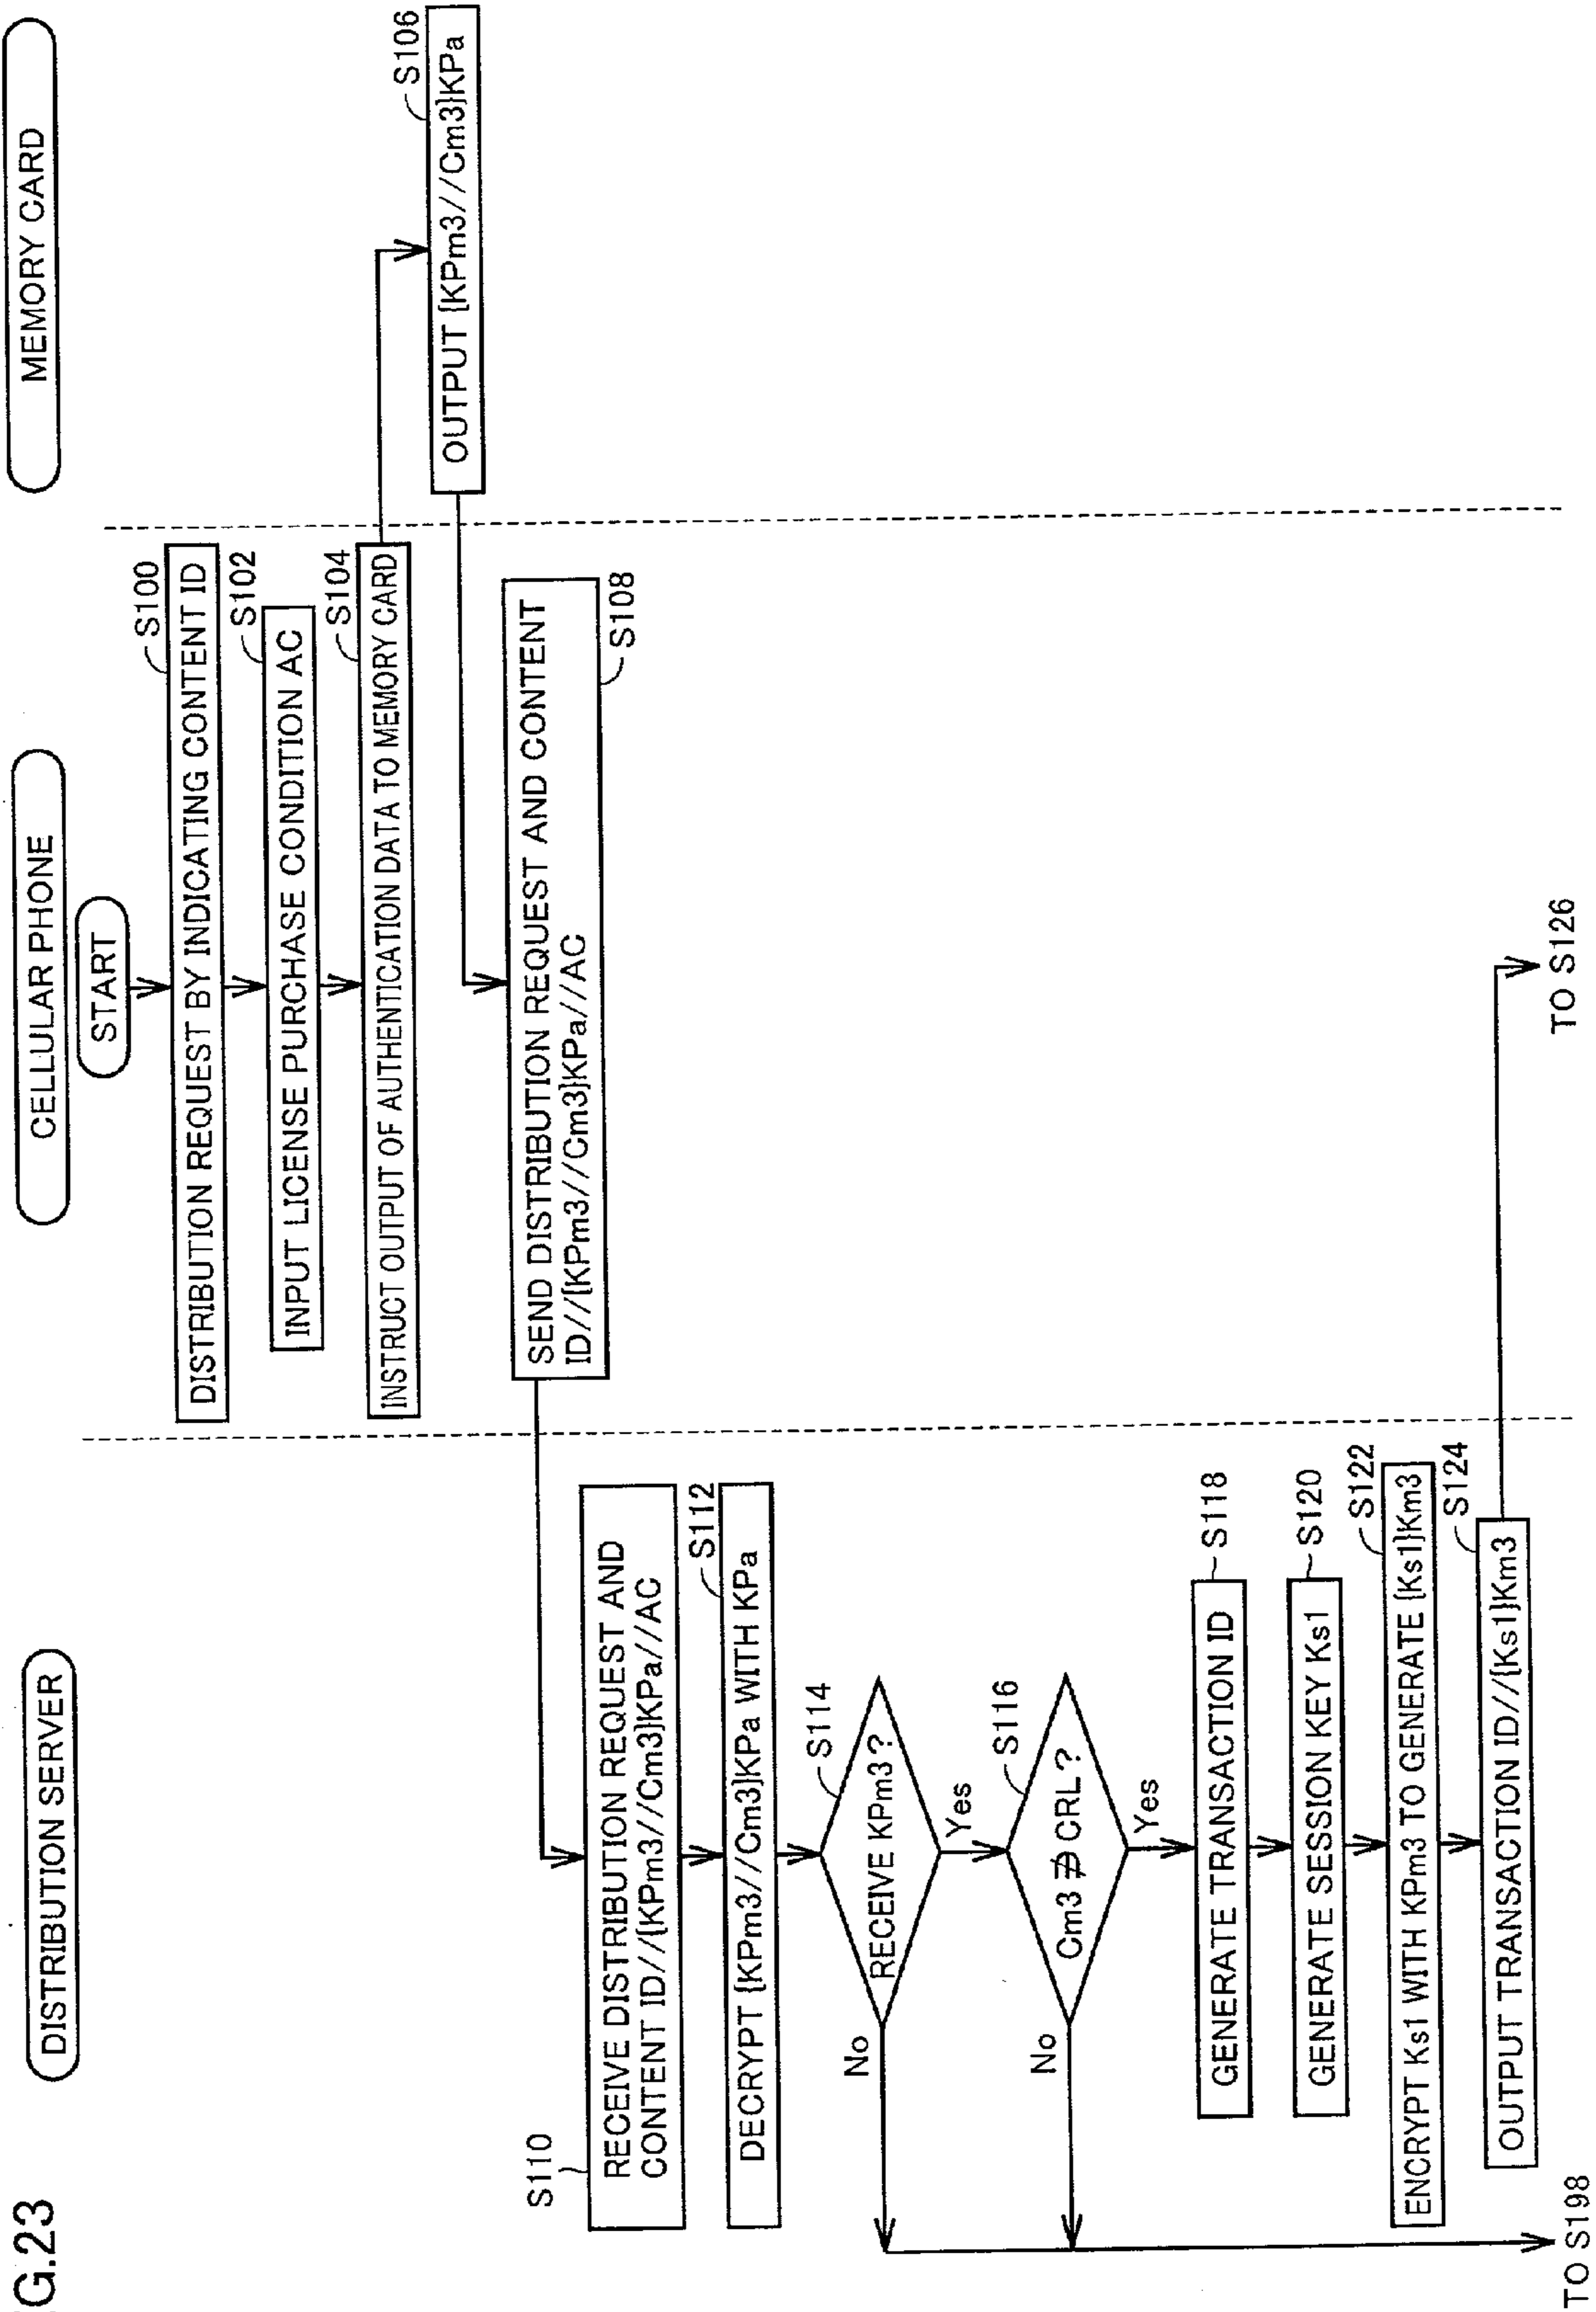 G.23
DISTRIBUTION SERVER
CELLULAR PHONE
MEMORY CARD
START
S100
DISTRIBUTION REQUEST BY INDICATING CONTENT ID
S102
INPUT LICENSE PURCHASE CONDITION AC
S104
INSTRUCT OUTPUT OF AUTHENTICATION DATA TO MEMORY CARD
S106
OUTPUT {KPm3//Cm3}KPa
SEND DISTRIBUTION REQUEST AND CONTENT
ID//{KPm3//Cm3}KPa//AC
S108
S110
RECEIVE DISTRIBUTION REQUEST AND
CONTENT ID//{KPm3//Cm3}KPa//AC
S112
DECRYPT {KPm3//Cm3}KPa WITH KPa
S114
RECEIVE KPm3?
No
Yes
S116
Cm3 ∌ CRL?
No
Yes
GENERATE TRANSACTION ID
S118
GENERATE SESSION KEY Ks1
S120
S122
ENCRYPT Ks1 WITH KPm3 TO GENERATE {Ks1}Km3
S124
OUTPUT TRANSACTION ID//{Ks1}Km3
TO S198
TO S126